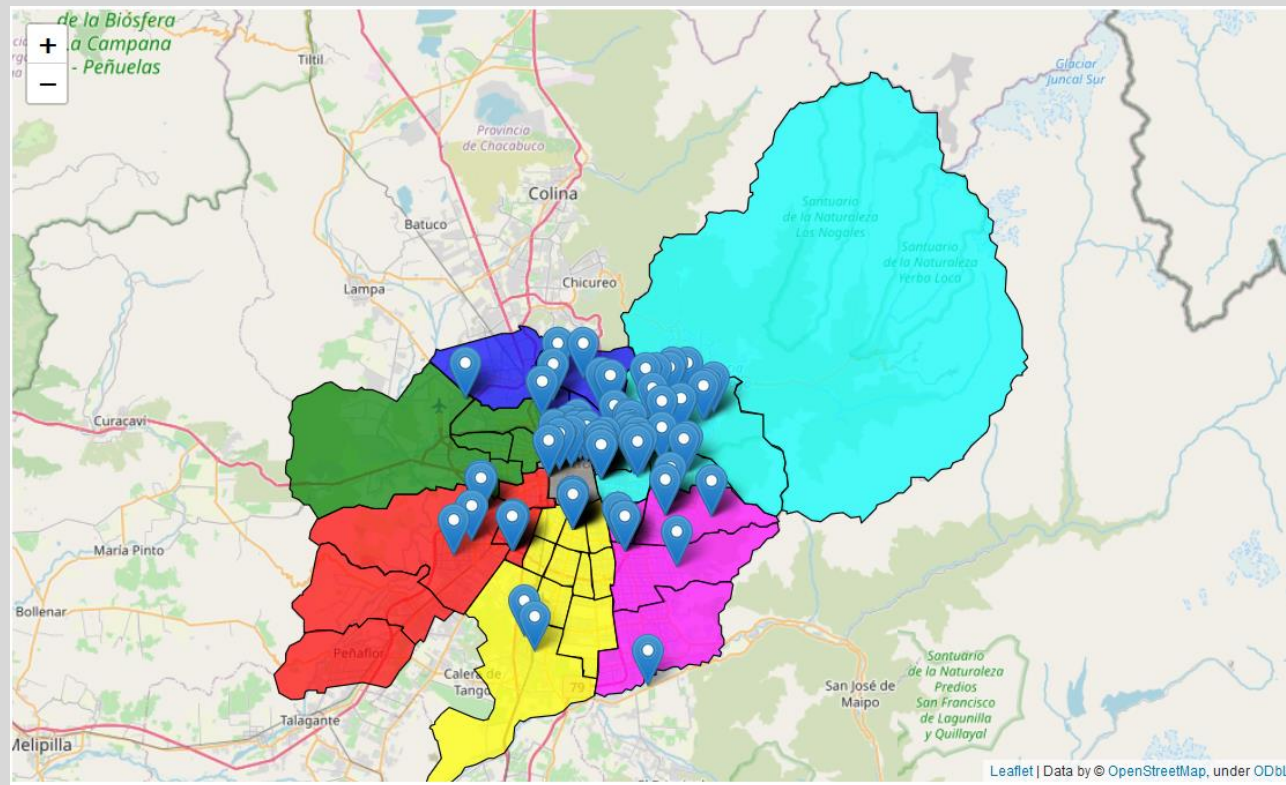 de la Biósfera
La Campana
- Peñuelas
+
−
Tiltil
Glaciar
Juncal Sur
Provincia
de Chacabuco
Colina
Batuco
Santuario
de la Naturaleza
Los Nogales
Santuario
de la Naturaleza
Yerba Loca
Chicureo
Lampa
Curacaví
María Pinto
Bollenar
Peñaflor
Calera de
Tango
79
Talagante
Melipilla
San José de
Maipo
Santuario
de la Naturaleza
Predios
San Francisco
de Lagunilla
y Quillayal
Leaflet | Data by © OpenStreetMap, under ODbL